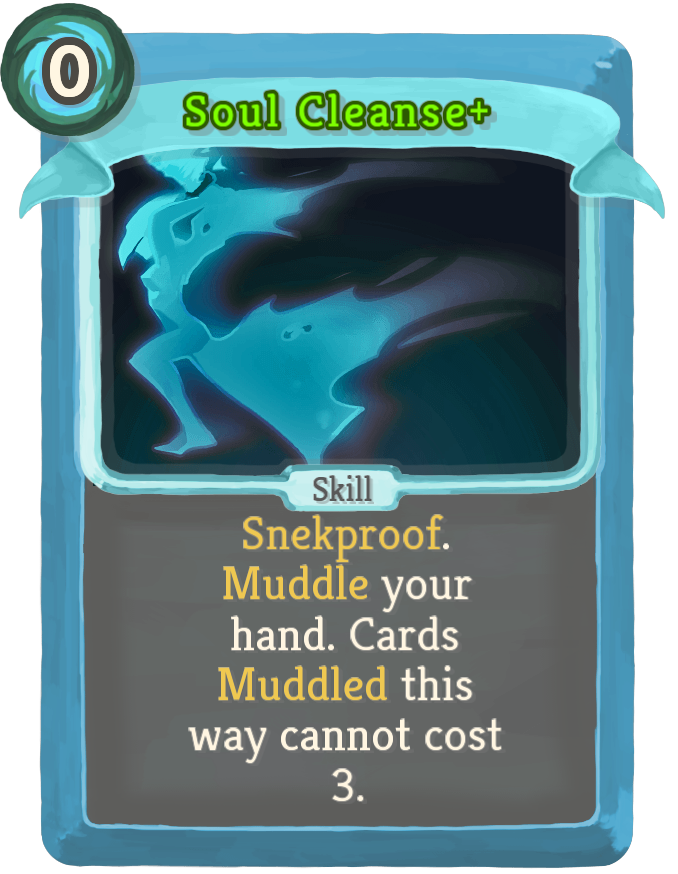 0
Soul Cleanse+
Skill
Snekproof.
Muddle your
hand. Cards
Muddled this
way cannot cost
3.